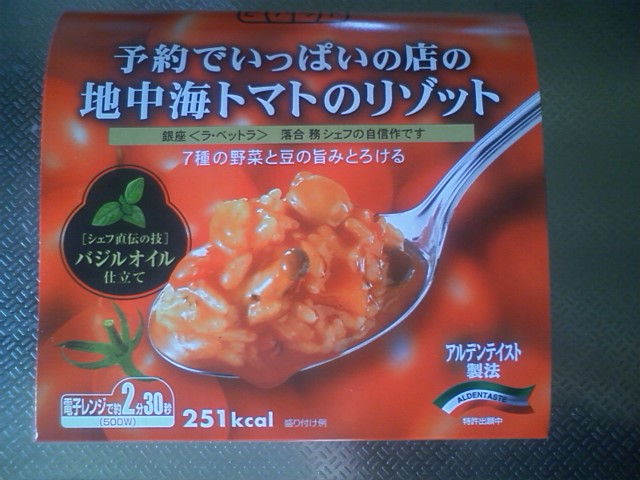 予約でいっぱいの店の
地中海トマトのリゾット
銀座＜ラ・ベットラ＞ 落合 務シェフの自信作です
7種の野菜と豆の旨みとろける
[シェフ直伝の技]
バジルオイル
仕立て
アルデンテイスト
製法
ALDENTASTE
特許出願中
電子レンジで約2分30秒
(500W)
251kcal 盛り付け例